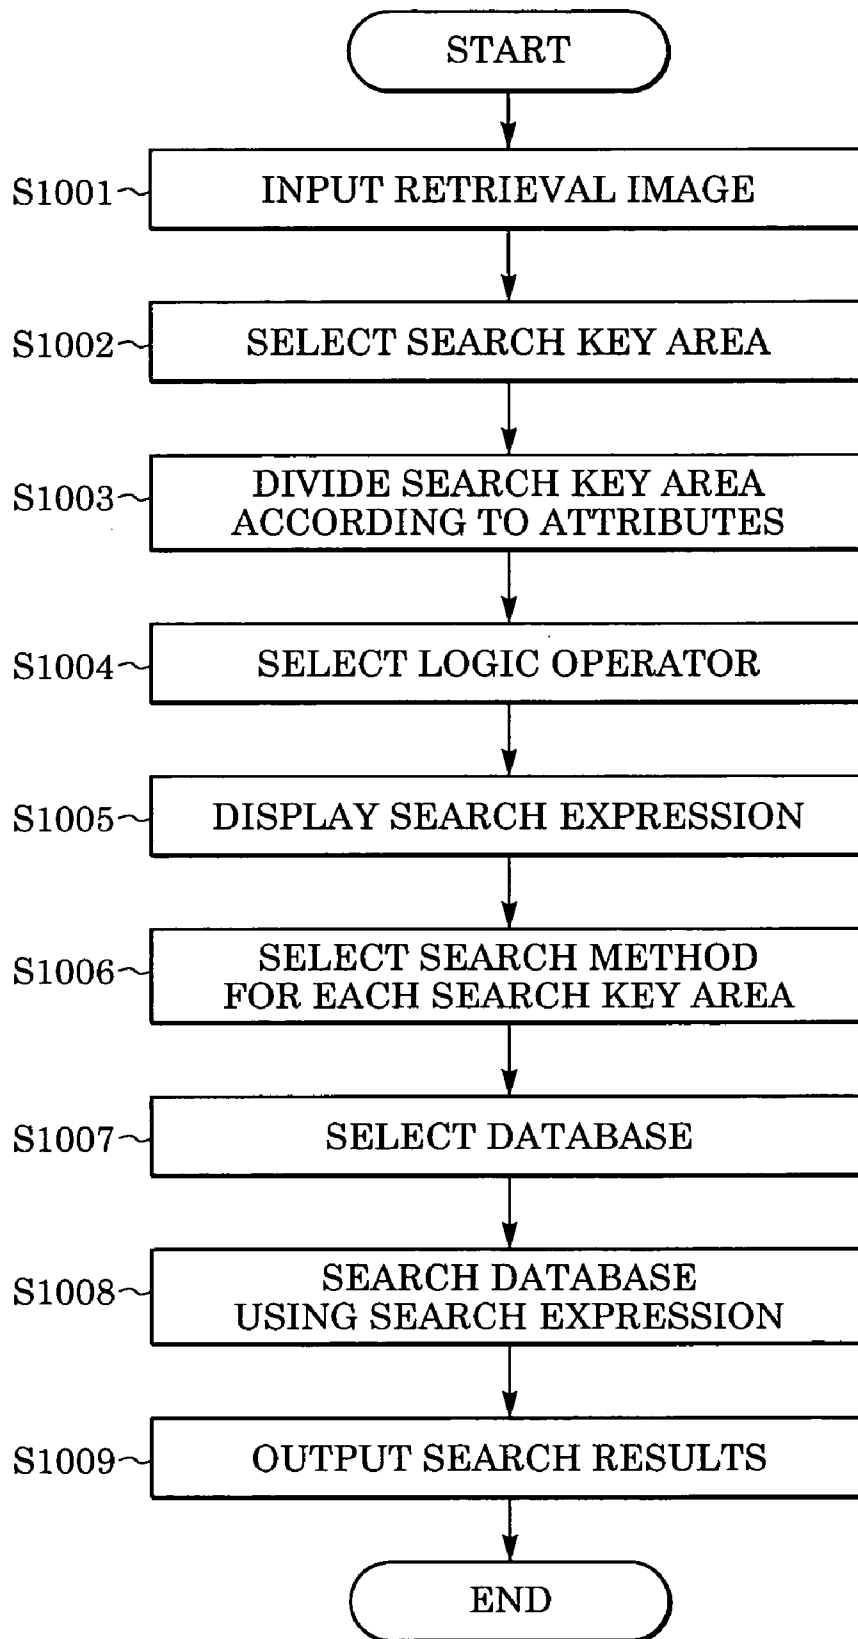 START
S1001 INPUT RETRIEVAL IMAGE
S1002 SELECT SEARCH KEY AREA
S1003 DIVIDE SEARCH KEY AREA
ACCORDING TO ATTRIBUTES
S1004 SELECT LOGIC OPERATOR
S1005 DISPLAY SEARCH EXPRESSION
S1006 SELECT SEARCH METHOD
FOR EACH SEARCH KEY AREA
S1007 SELECT DATABASE
S1008 SEARCH DATABASE
USING SEARCH EXPRESSION
S1009 OUTPUT SEARCH RESULTS
END